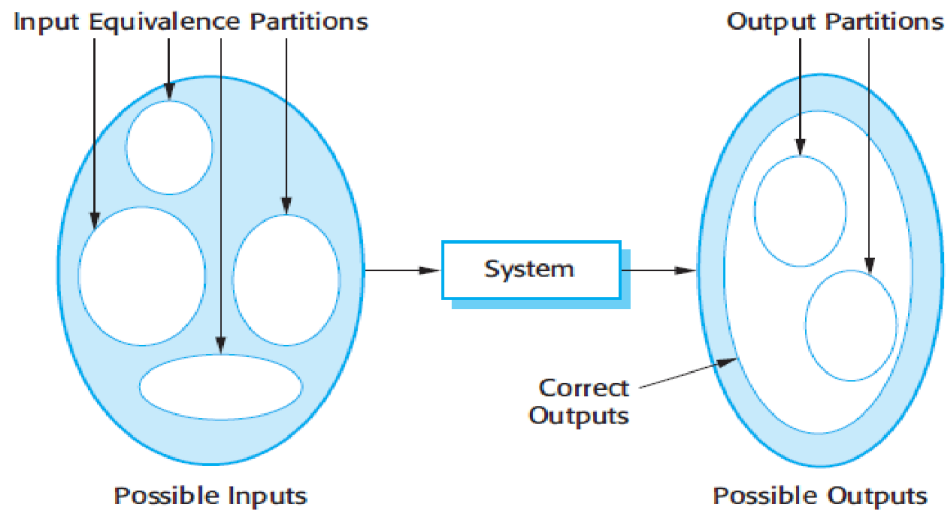 Input Equivalence Partitions
Output Partitions
System
Correct
Outputs
Possible Inputs
Possible Outputs